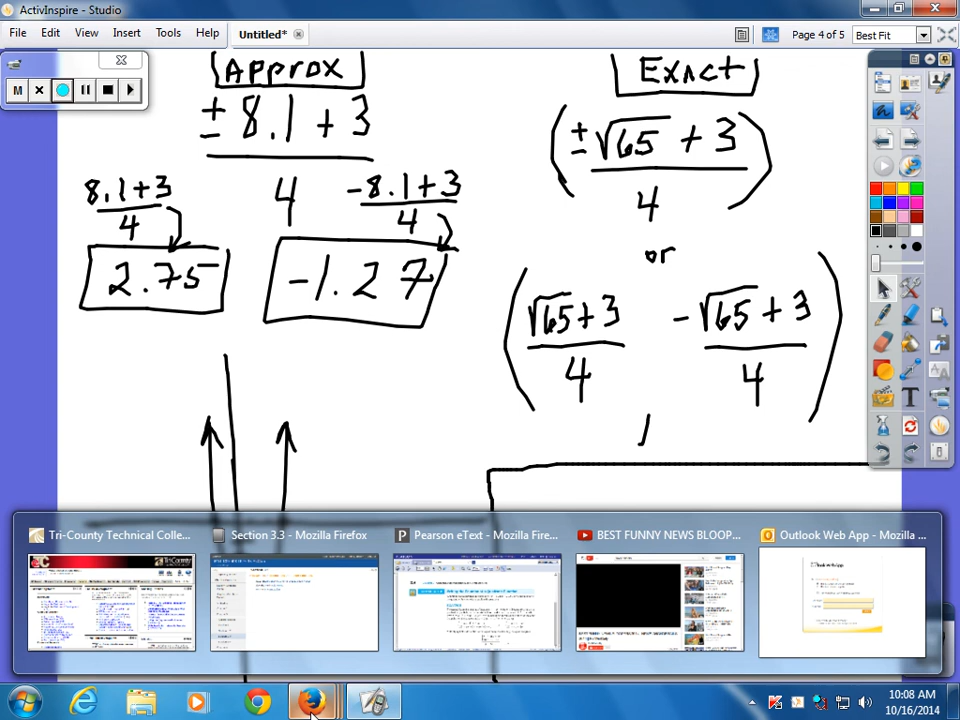 ActivInspire - Studio
File Edit View Insert Tools Help Untitled* Page 4 of 5 Best Fit
M
Approx
± 8.1 + 3
4
8.1+3
4
-8.1+3
4
2.75
-1.27
Exact
(±√65 + 3)
4
or
(√65+3 -√65+3)
4 4
T
Tri-County Technical Colle...
Section 3.3 - Mozilla Firefox
Pearson eText - Mozilla Fire...
BEST FUNNY NEWS BLOOP...
Outlook Web App - Mozilla ...
10:08 AM
10/16/2014